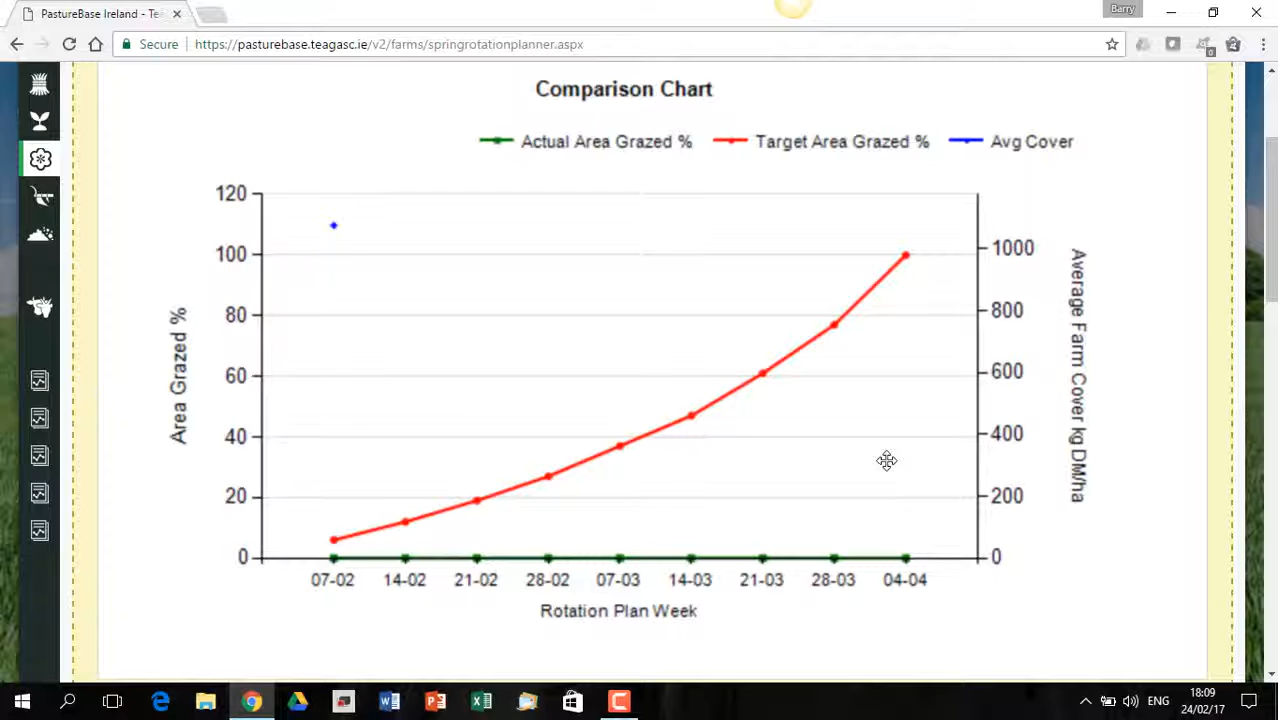 PastureBase Ireland - Te
Barry
Secure
https://pasturebase.teagasc.ie/v2/farms/springrotationplanner.aspx
0
Comparison Chart
Actual Area Grazed %
Target Area Grazed %
Avg Cover
Area Grazed %
120
100
80
60
40
20
0
1000
800
600
400
200
0
Average Farm Cover kg DM/ha
07-02 14-02 21-02 28-02 07-03 14-03 21-03 28-03 04-04
Rotation Plan Week
ENG
18:09
24/02/17